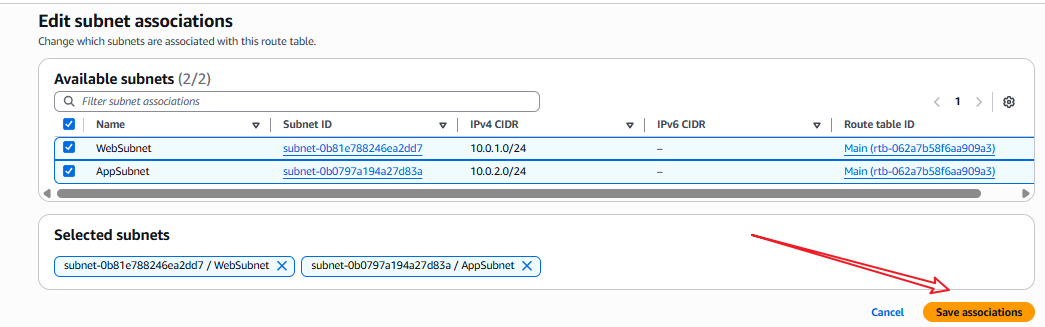 Edit subnet associations
Change which subnets are associated with this route table.
Available subnets (2/2)
Filter subnet associations
1
Name Subnet ID IPv4 CIDR IPv6 CIDR Route table ID
WebSubnet subnet-0b81e788246ea2dd7 10.0.1.0/24 – Main (rtb-062a7b58f6aa909a3)
AppSubnet subnet-0b0797a194a27d83a 10.0.2.0/24 – Main (rtb-062a7b58f6aa909a3)
Selected subnets
subnet-0b81e788246ea2dd7 / WebSubnet subnet-0b0797a194a27d83a / AppSubnet
Cancel Save associations